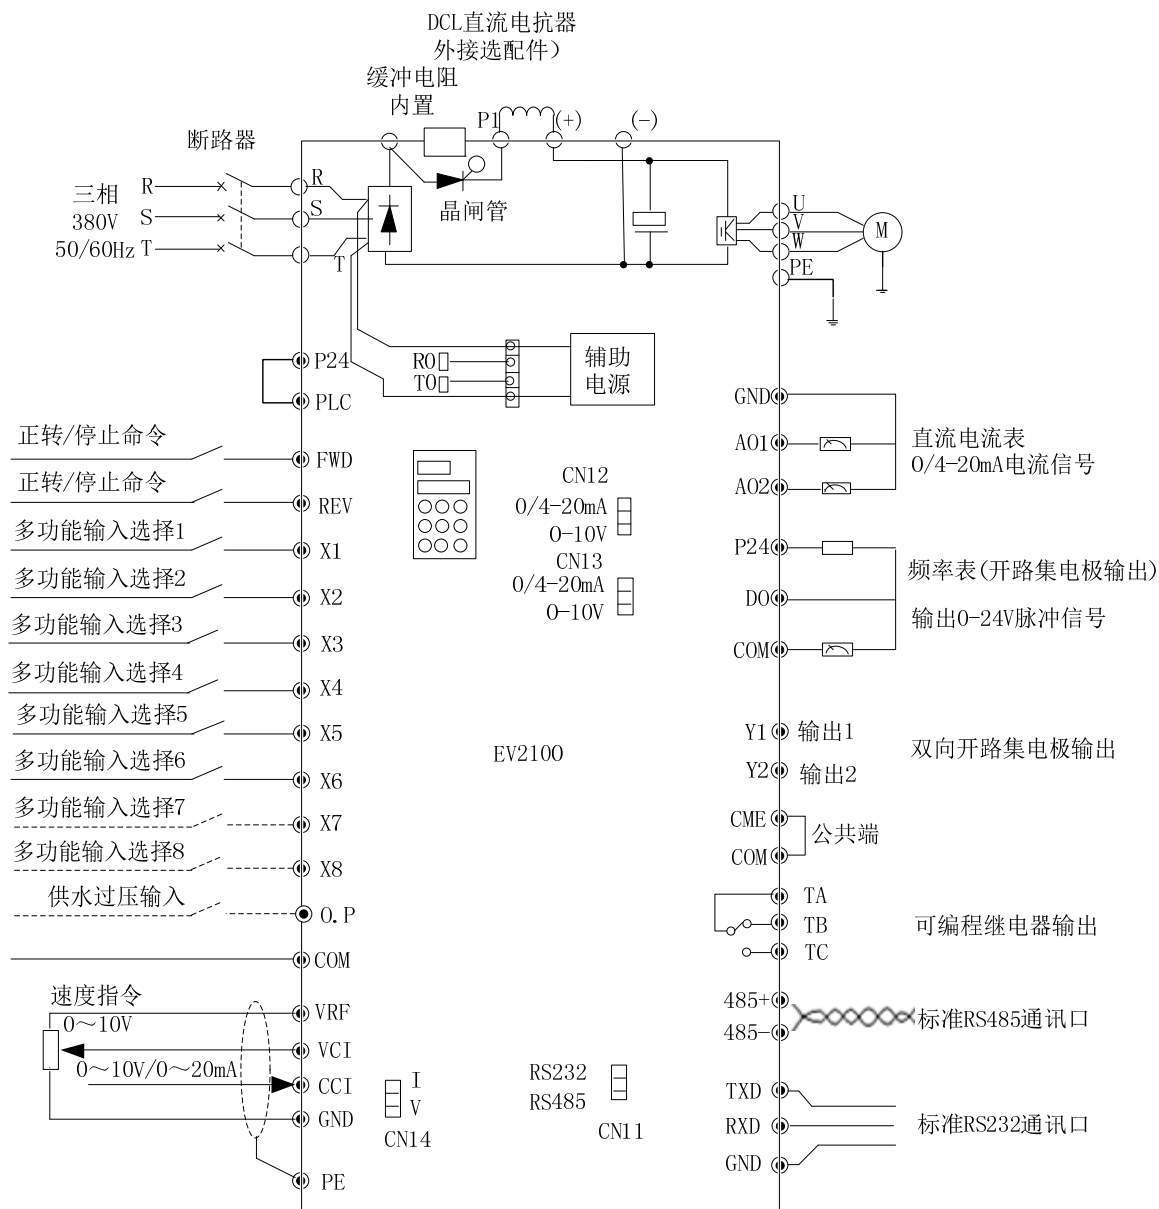 DCL直流电抗器
外接选配件）
缓冲电阻
内置
P1
(+)
(-)
断路器
三相
380V
50/60Hz
R
S
T
R
S
T
晶闸管
U
V
W
PE
M
辅助
电源
R0
T0
P24
PLC
正转/停止命令
FWD
正转/停止命令
REV
多功能输入选择1
X1
多功能输入选择2
X2
多功能输入选择3
X3
多功能输入选择4
X4
多功能输入选择5
X5
多功能输入选择6
X6
多功能输入选择7
X7
多功能输入选择8
X8
供水过压输入
O.P
COM
速度指令
VRF
0～10V
VCI
0～10V/0～20mA
CCI
GND
PE
I
V
CN14
CN12
0/4-20mA
0-10V
CN13
0/4-20mA
0-10V
EV2100
RS232
RS485
CN11
GND
AO1
AO2
直流电流表
0/4-20mA电流信号
P24
DO
COM
频率表(开路集电极输出)
输出0-24V脉冲信号
Y1
输出1
Y2
输出2
双向开路集电极输出
CME
COM
公共端
TA
TB
TC
可编程继电器输出
485+
485-
标准RS485通讯口
TXD
RXD
GND
标准RS232通讯口